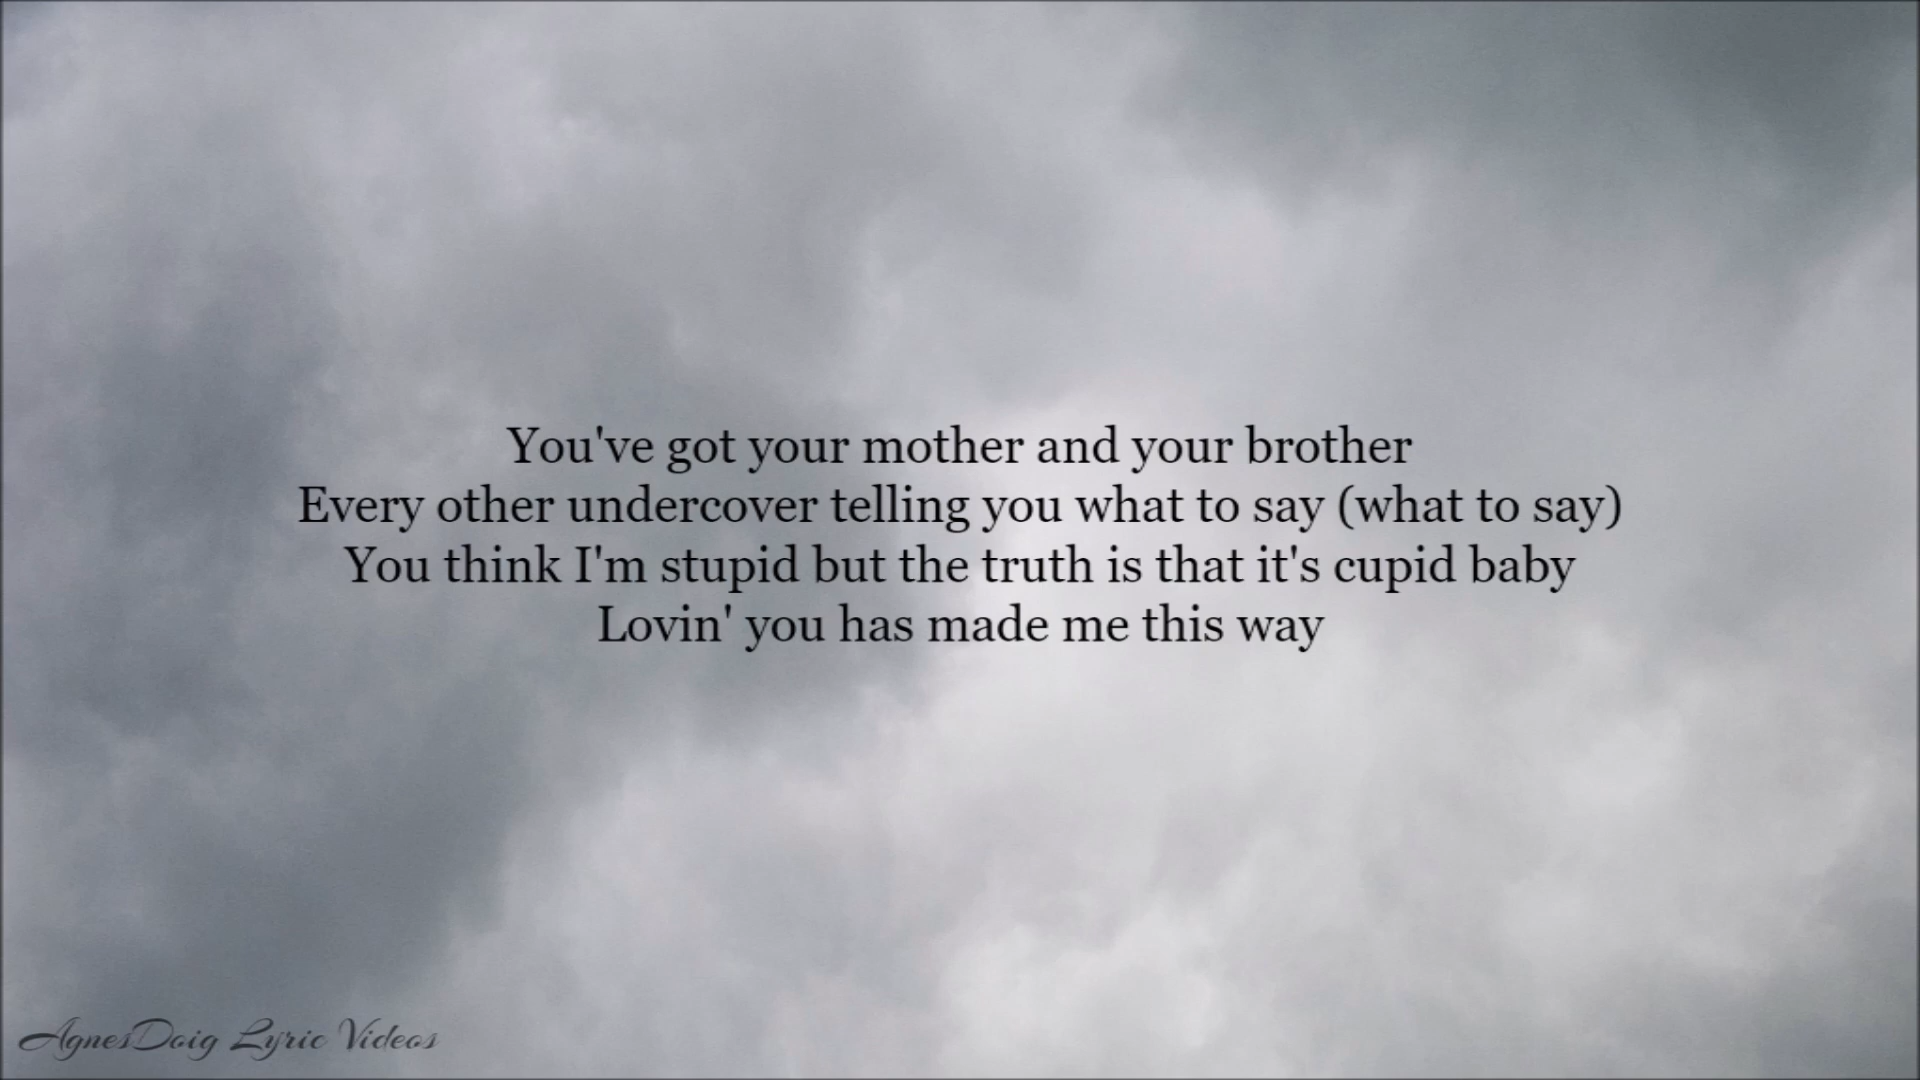 You've got your mother and your brother
Every other undercover telling you what to say (what to say)
You think I'm stupid but the truth is that it's cupid baby
Lovin' you has made me this way
AgnesDoig Lyric Videos